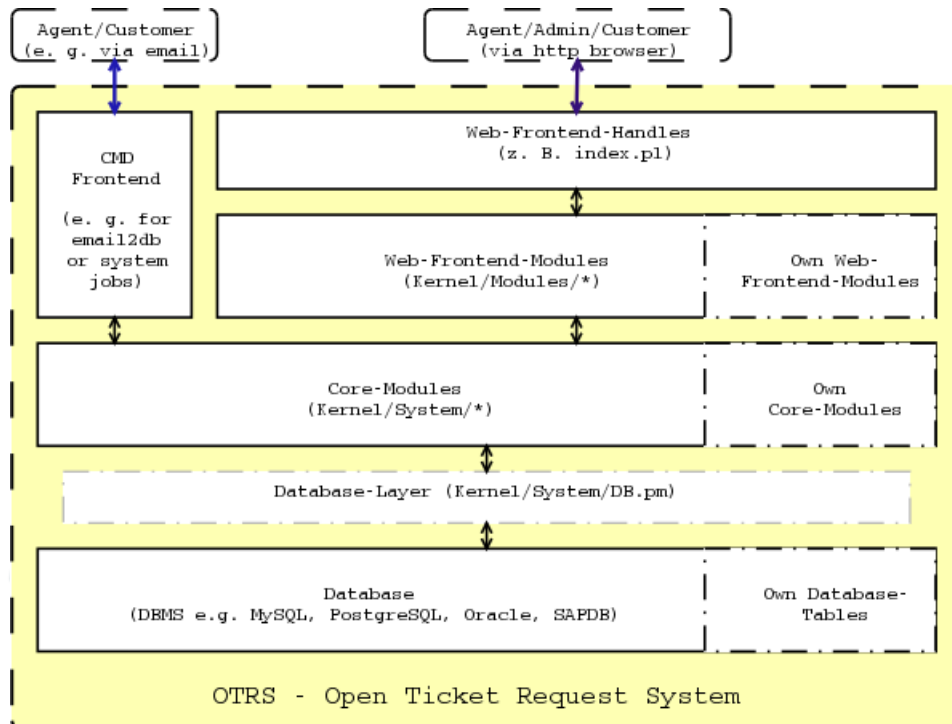 Agent/Customer
(e. g. via email)
Agent/Admin/Customer
(via http browser)
CMD
Frontend
(e. g. for
email2db
or system
jobs)
Web-Frontend-Handles
(z. B. index.pl)
Web-Frontend-Modules
(Kernel/Modules/*)
Own Web-
Frontend-Modules
Core-Modules
(Kernel/System/*)
Own
Core-Modules
Database-Layer (Kernel/System/DB.pm)
Database
(DBMS e.g. MySQL, PostgreSQL, Oracle, SAPDB)
Own Database-
Tables
OTRS - Open Ticket Request System